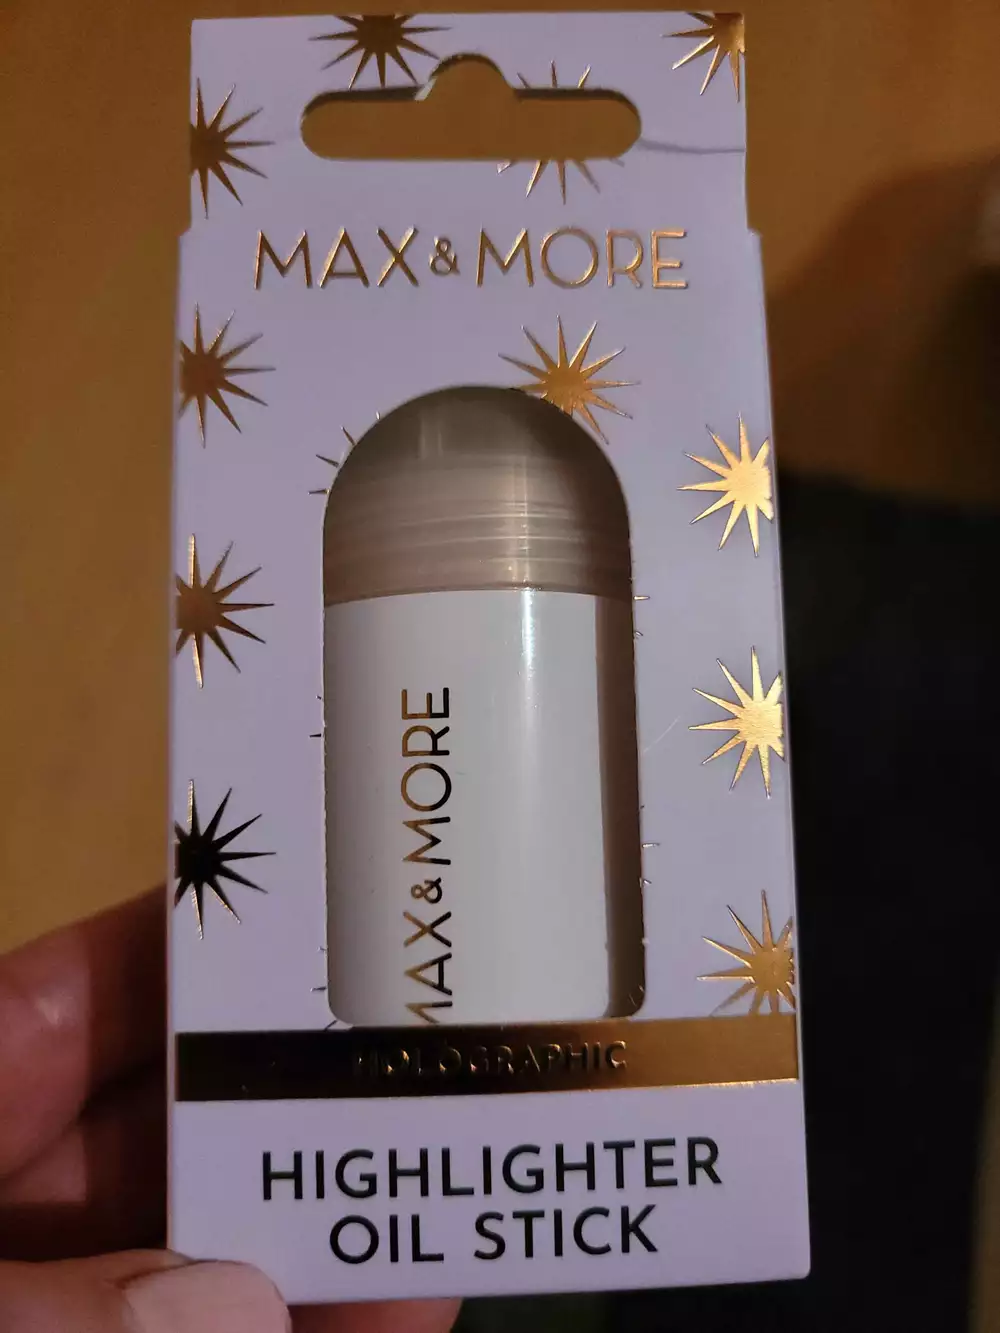 MAX & MORE
MAX & MORE
HOLOGRAPHIC
HIGHLIGHTER
OIL STICK